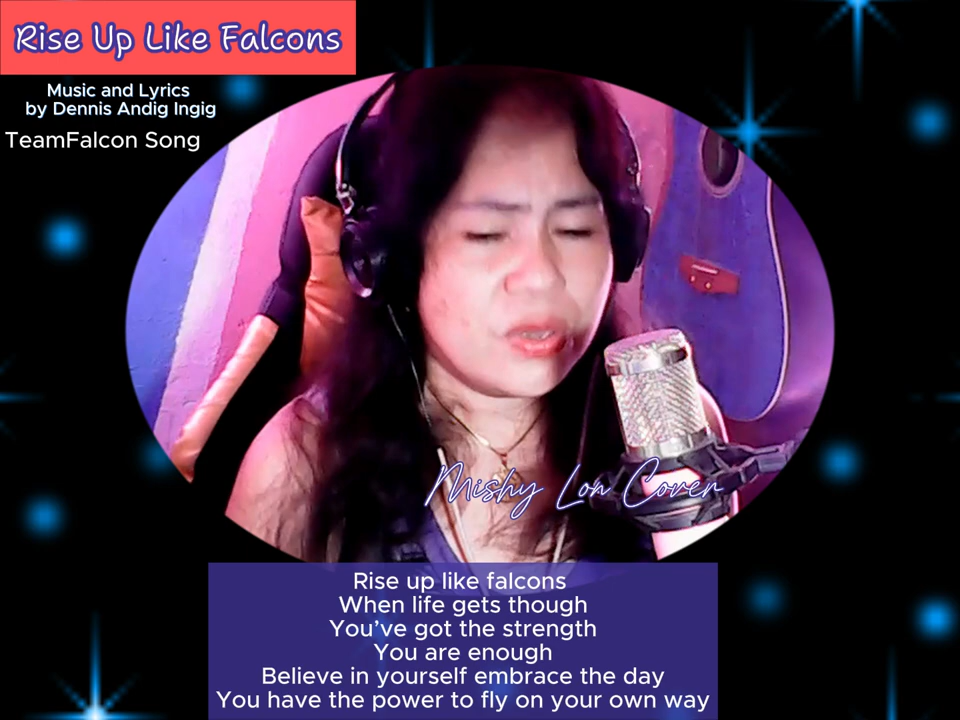 Rise Up Like Falcons
Music and Lyrics
by Dennis Andig Ingig
TeamFalcon Song
Mishy Lon Cover
Rise up like falcons
When life gets though
You’ve got the strength
You are enough
Believe in yourself embrace the day
You have the power to fly on your own way